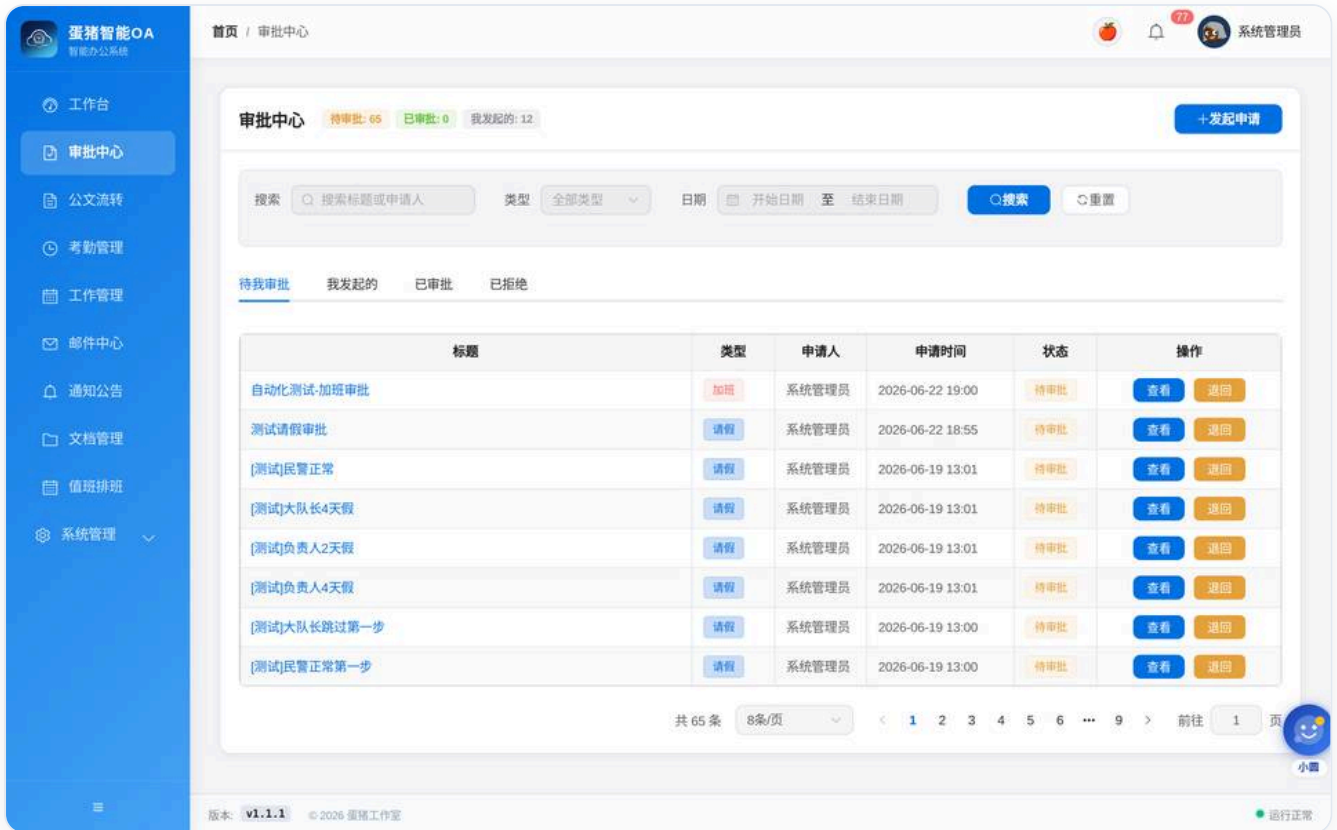 蛋猪智能OA
智能办公系统
首页 / 审批中心
77
系统管理员
工作台
审批中心
公文流转
考勤管理
工作管理
邮件中心
通知公告
文档管理
值班排班
系统管理
审批中心 待审批: 65 已审批: 0 我发起的: 12
+发起申请
搜索 搜索标题或申请人 类型 全部类型 日期 开始日期 至 结束日期 搜索 重置
待我审批 我发起的 已审批 已拒绝
标题 类型 申请人 申请时间 状态 操作
自动化测试-加班审批 加班 系统管理员 2026-06-22 19:00 待审批 查看 退回
测试请假审批 请假 系统管理员 2026-06-22 18:55 待审批 查看 退回
[测试]民警正常 请假 系统管理员 2026-06-19 13:01 待审批 查看 退回
[测试]大队长4天假 请假 系统管理员 2026-06-19 13:01 待审批 查看 退回
[测试]负责人2天假 请假 系统管理员 2026-06-19 13:01 待审批 查看 退回
[测试]负责人4天假 请假 系统管理员 2026-06-19 13:01 待审批 查看 退回
[测试]大队长跳过第一步 请假 系统管理员 2026-06-19 13:00 待审批 查看 退回
[测试]民警正常第一步 请假 系统管理员 2026-06-19 13:00 待审批 查看 退回
共 65 条 8条/页 < 1 2 3 4 5 6 ••• 9 > 前往 1 页
小圆
版本: v1.1.1 © 2026 蛋猪工作室
运行正常